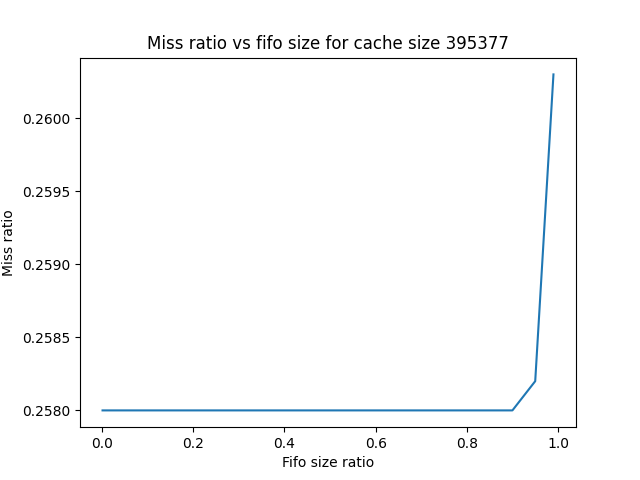 Miss ratio vs fifo size for cache size 395377
0.2600
0.2595
0.2590
0.2585
0.2580
Miss ratio
0.0 0.2 0.4 0.6 0.8 1.0
Fifo size ratio